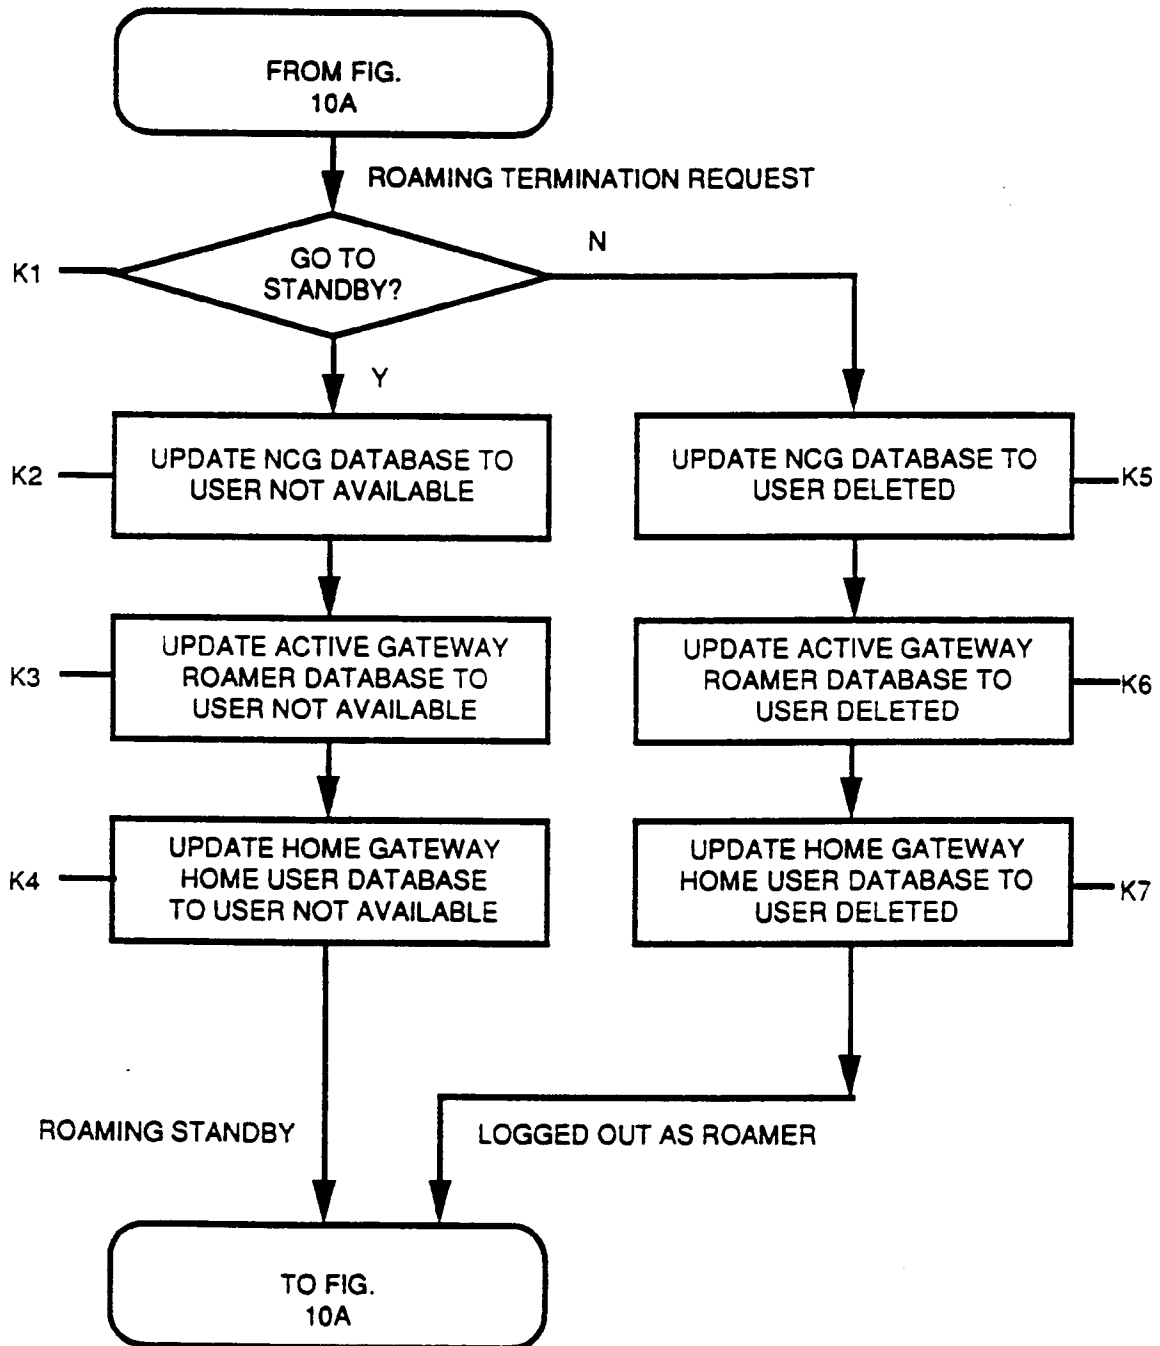 FROM FIG.
10A
ROAMING TERMINATION REQUEST
K1
GO TO
STANDBY?
N
Y
K2
UPDATE NCG DATABASE TO
USER NOT AVAILABLE
UPDATE NCG DATABASE TO
USER DELETED
K5
K3
UPDATE ACTIVE GATEWAY
ROAMER DATABASE TO
USER NOT AVAILABLE
UPDATE ACTIVE GATEWAY
ROAMER DATABASE TO
USER DELETED
K6
K4
UPDATE HOME GATEWAY
HOME USER DATABASE
TO USER NOT AVAILABLE
UPDATE HOME GATEWAY
HOME USER DATABASE TO
USER DELETED
K7
ROAMING STANDBY
LOGGED OUT AS ROAMER
TO FIG.
10A